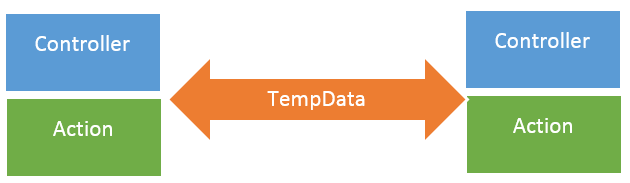 Controller
Action
TempData
Controller
Action